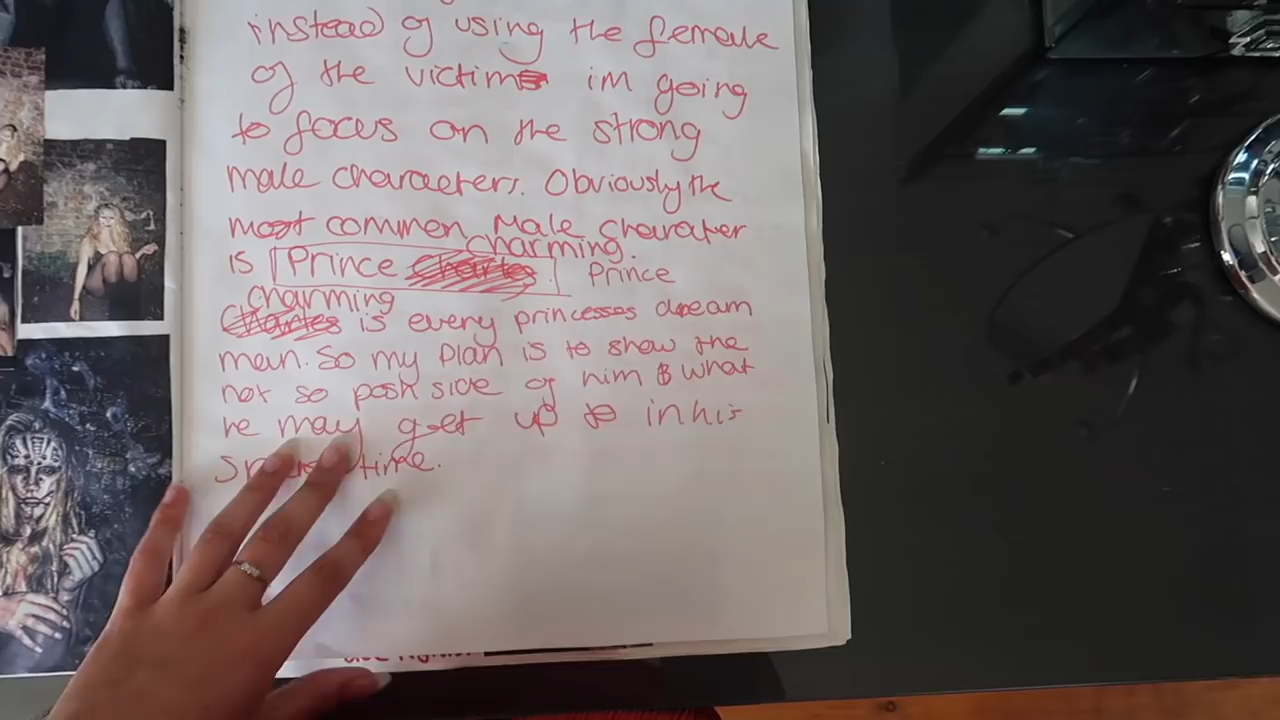 instead of using the female
of the victim im going
to focus on the strong
male characters. Obviously the
most common Male character
is Prince charming. Prince
charming is every princesses dream
man. So my plan is to show the
not so posh side of him & what
he may get up to in his
time.